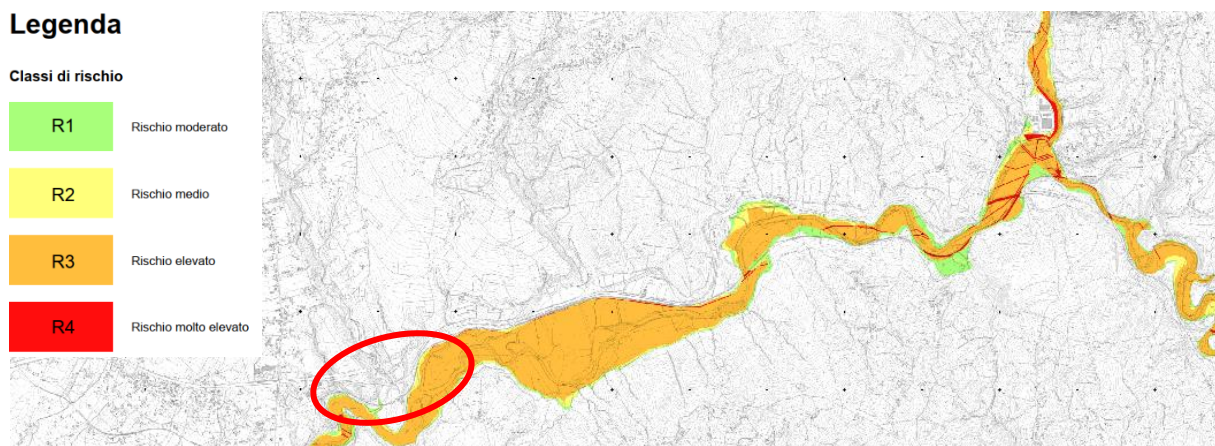 Legenda
Classi di rischio
R1 Rischio moderato
R2 Rischio medio
R3 Rischio elevato
R4 Rischio molto elevato